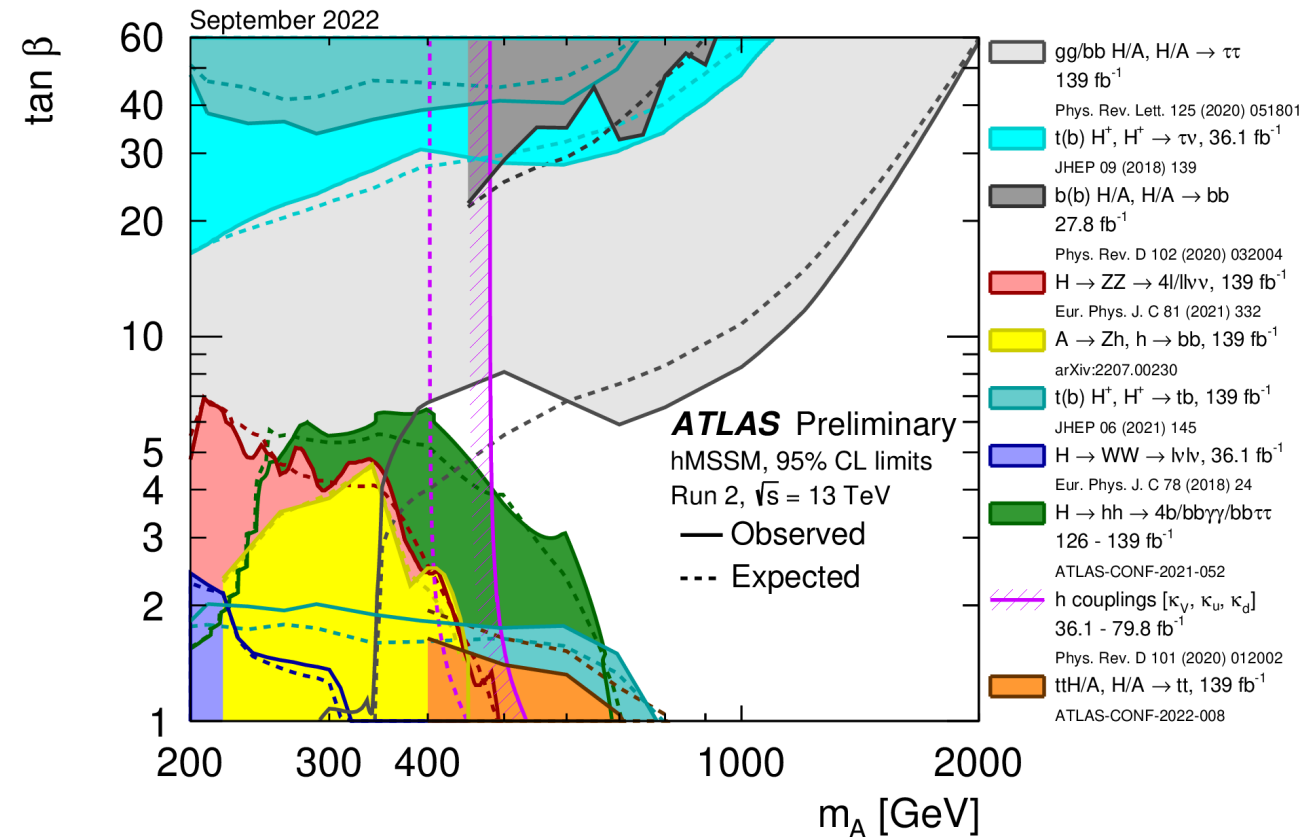 September 2022
tan β
60
40
30
20
10
5
4
3
2
1
200
300
400
1000
2000
m_A [GeV]
ATLAS Preliminary
hMSSM, 95% CL limits
Run 2, √s = 13 TeV
Observed
Expected
gg/bb H/A, H/A → ττ
139 fb⁻¹
Phys. Rev. Lett. 125 (2020) 051801
t(b) H⁺, H⁺ → τν, 36.1 fb⁻¹
JHEP 09 (2018) 139
b(b) H/A, H/A → bb
27.8 fb⁻¹
Phys. Rev. D 102 (2020) 032004
H → ZZ → 4l/llνν, 139 fb⁻¹
Eur. Phys. J. C 81 (2021) 332
A → Zh, h → bb, 139 fb⁻¹
arXiv:2207.00230
t(b) H⁺, H⁺ → tb, 139 fb⁻¹
JHEP 06 (2021) 145
H → WW → lνlν, 36.1 fb⁻¹
Eur. Phys. J. C 78 (2018) 24
H → hh → 4b/bbγγ/bbττ
126 - 139 fb⁻¹
ATLAS-CONF-2021-052
h couplings [κ_V, κ_u, κ_d]
36.1 - 79.8 fb⁻¹
Phys. Rev. D 101 (2020) 012002
ttH/A, H/A → tt, 139 fb⁻¹
ATLAS-CONF-2022-008